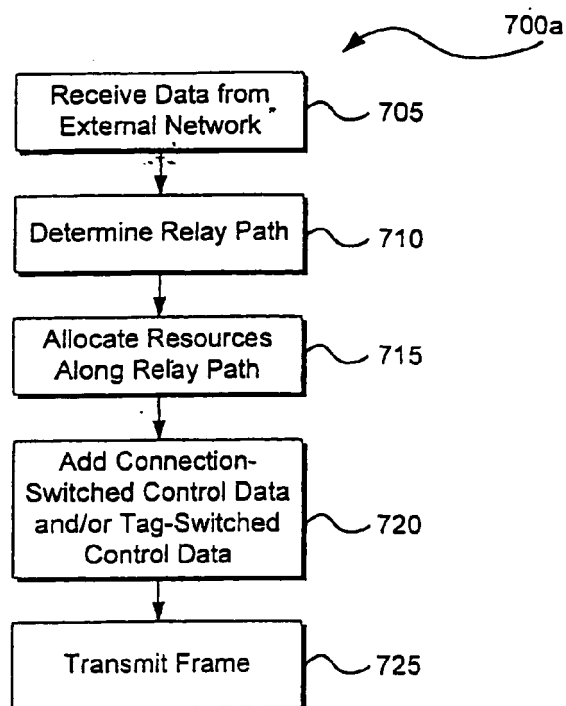 700a
Receive Data from
External Network
705
Determine Relay Path
710
Allocate Resources
Along Relay Path
715
Add Connection-
Switched Control Data
and/or Tag-Switched
Control Data
720
Transmit Frame
725